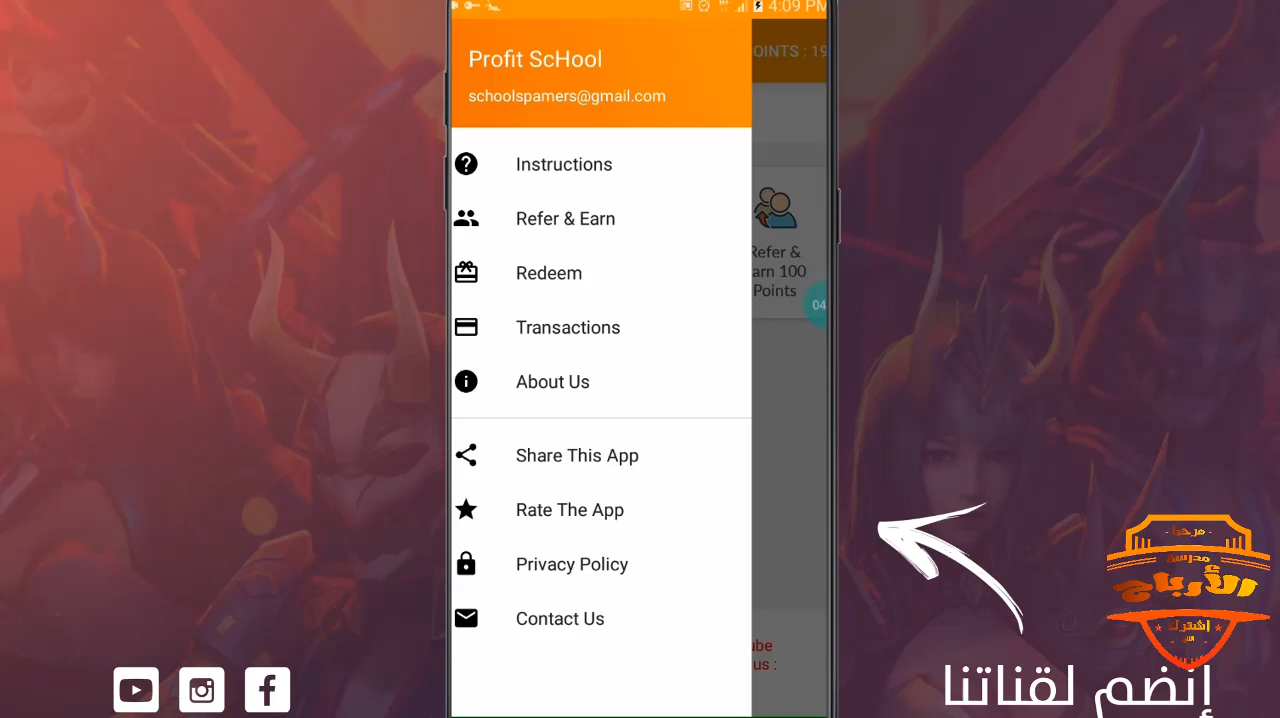 4:09 PM
Profit ScHool
schoolspamers@gmail.com
OINTS : 19
Instructions
Refer & Earn
Redeem
Transactions
About Us
Share This App
Rate The App
Privacy Policy
Contact Us
Refer &
arn 100
Points
04
ube
us :
مرحبا
مدرسة
الأرباح
إشترك
إنضم لقناتنا